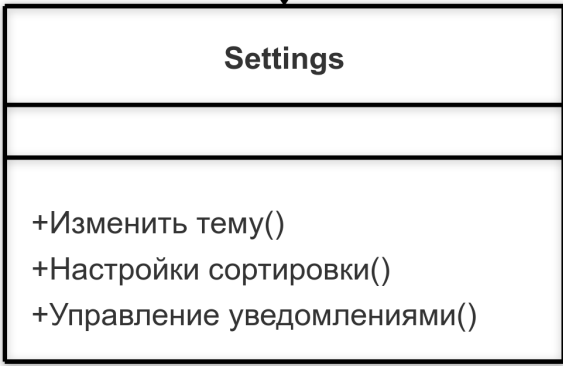 Settings
+Изменить тему()
+Настройки сортировки()
+Управление уведомлениями()